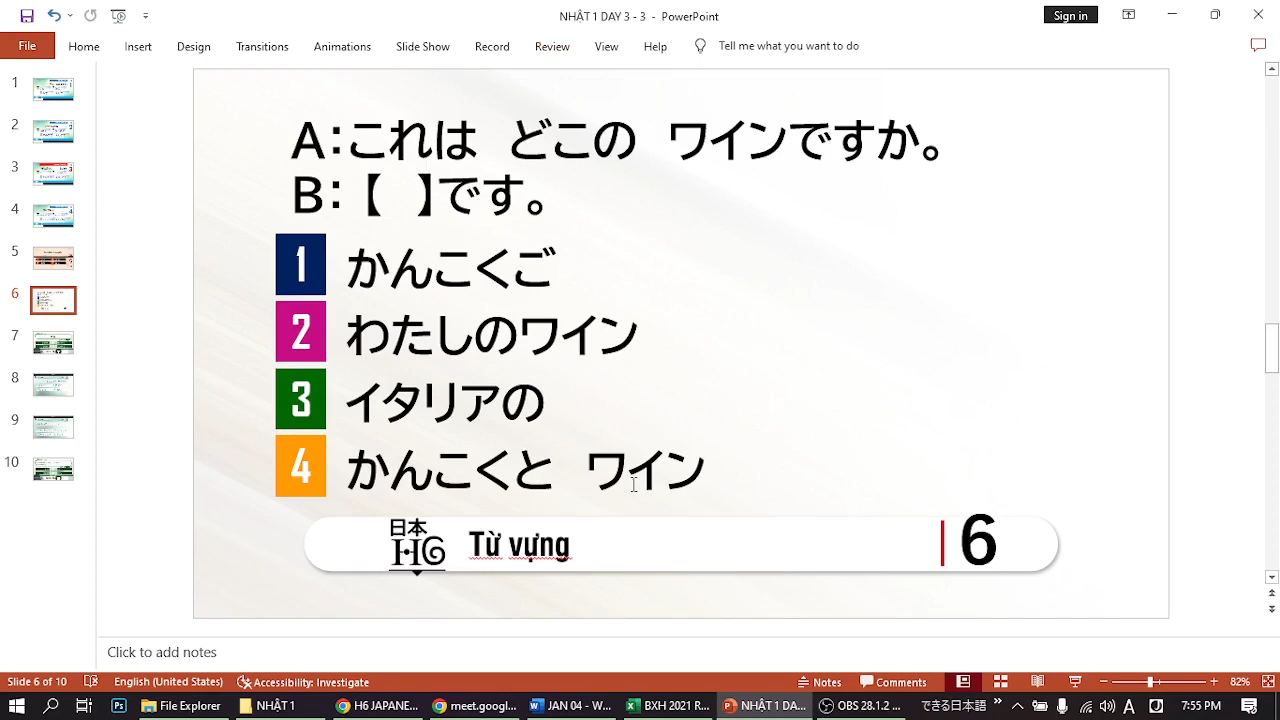 NHẬT 1 DAY 3 - 3 - PowerPoint
Sign in
File Home Insert Design Transitions Animations Slide Show Record Review View Help Tell me what you want to do
1
2
3
4
5
6
7
8
9
10
A:これは どこの ワインですか。
B:【 】です。
1 かんこくご
2 わたしのワイン
3 イタリアの
4 かんこくと ワイン
日本
H6 Từ vựng 6
Click to add notes
Slide 6 of 10 English (United States) Accessibility: Investigate Notes Comments 82%
File Explorer NHẬT 1 H6 JAPANE... meet.googl... JAN 04 - W... BXH 2021 R... NHẬT 1 DA... OBS 28.1.2 ... できる日本語 A 7:55 PM